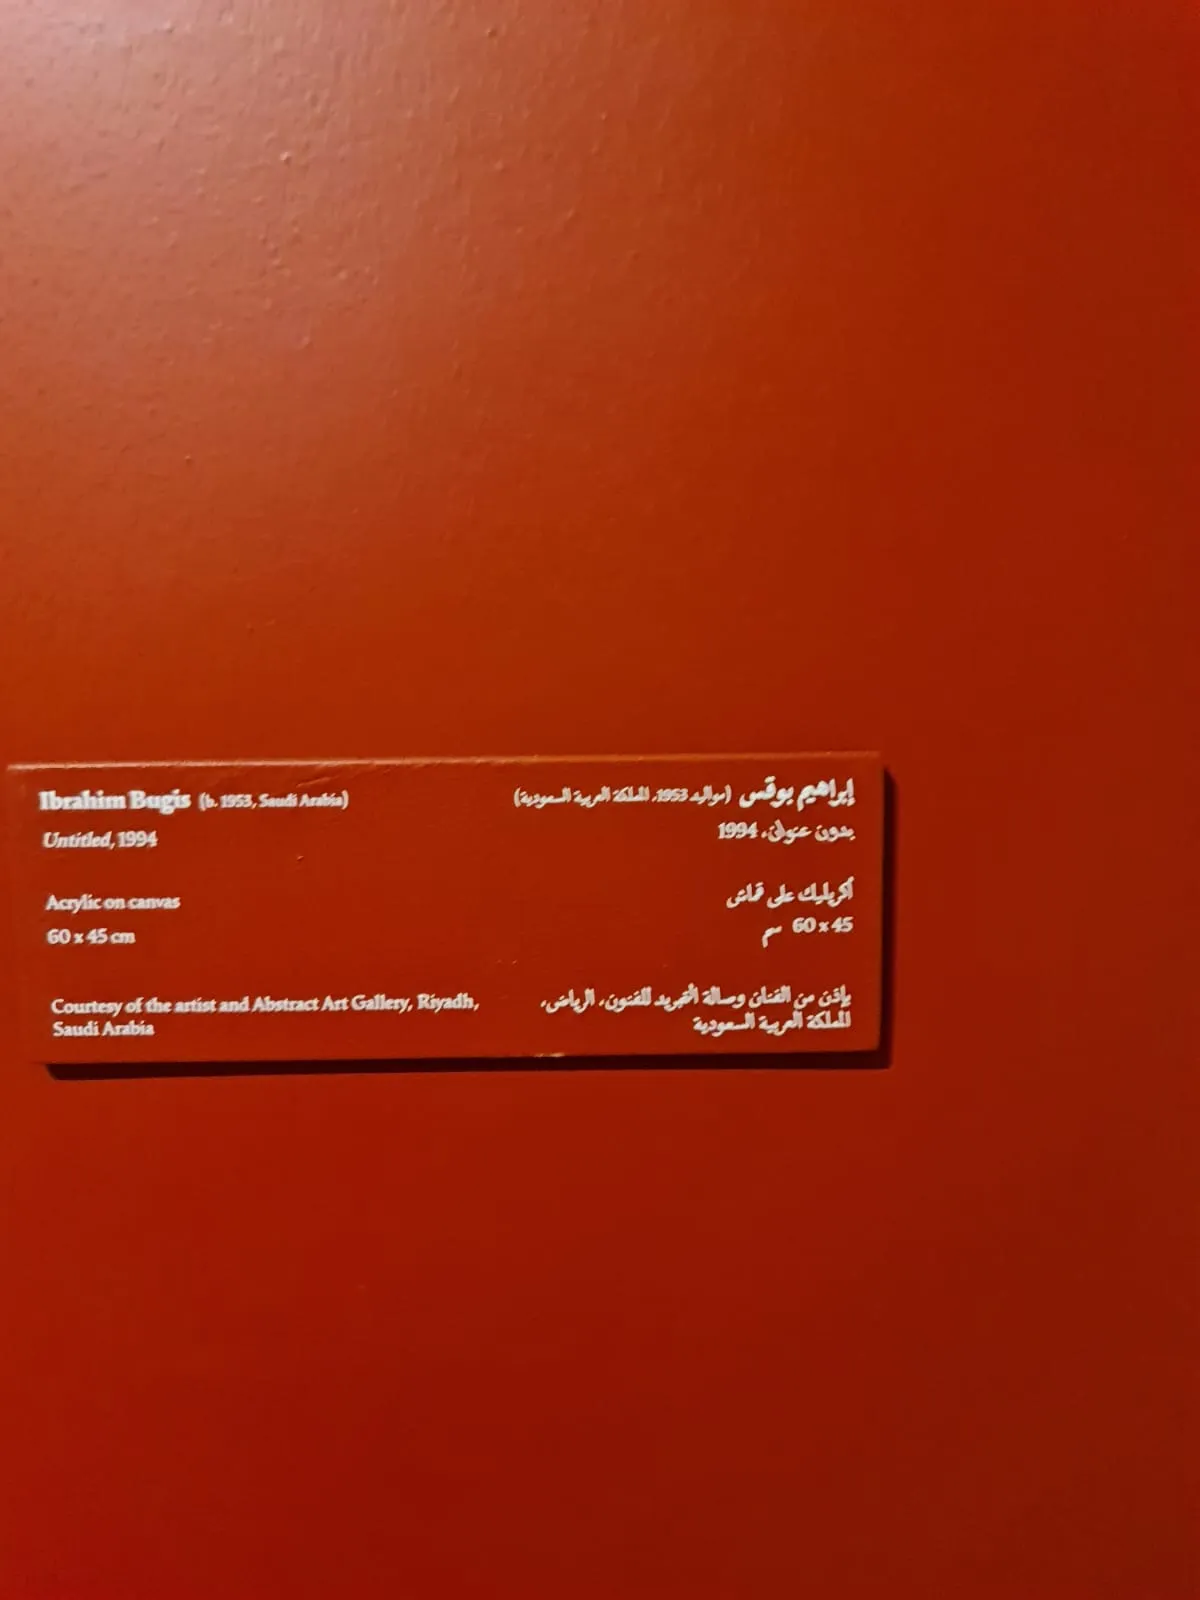 Ibrahim Bugis (b. 1953, Saudi Arabia)
Untitled, 1994
Acrylic on canvas
60 x 45 cm
Courtesy of the artist and Abstract Art Gallery, Riyadh,
Saudi Arabia
إبراهيم بوقس (مواليد 1953، المملكة العربية السعودية)
بدون عنوان، 1994
أكريليك على قماش
60 x 45 سم
بإذن من الفنان وصالة التجريد للفنون، الرياض،
المملكة العربية السعودية